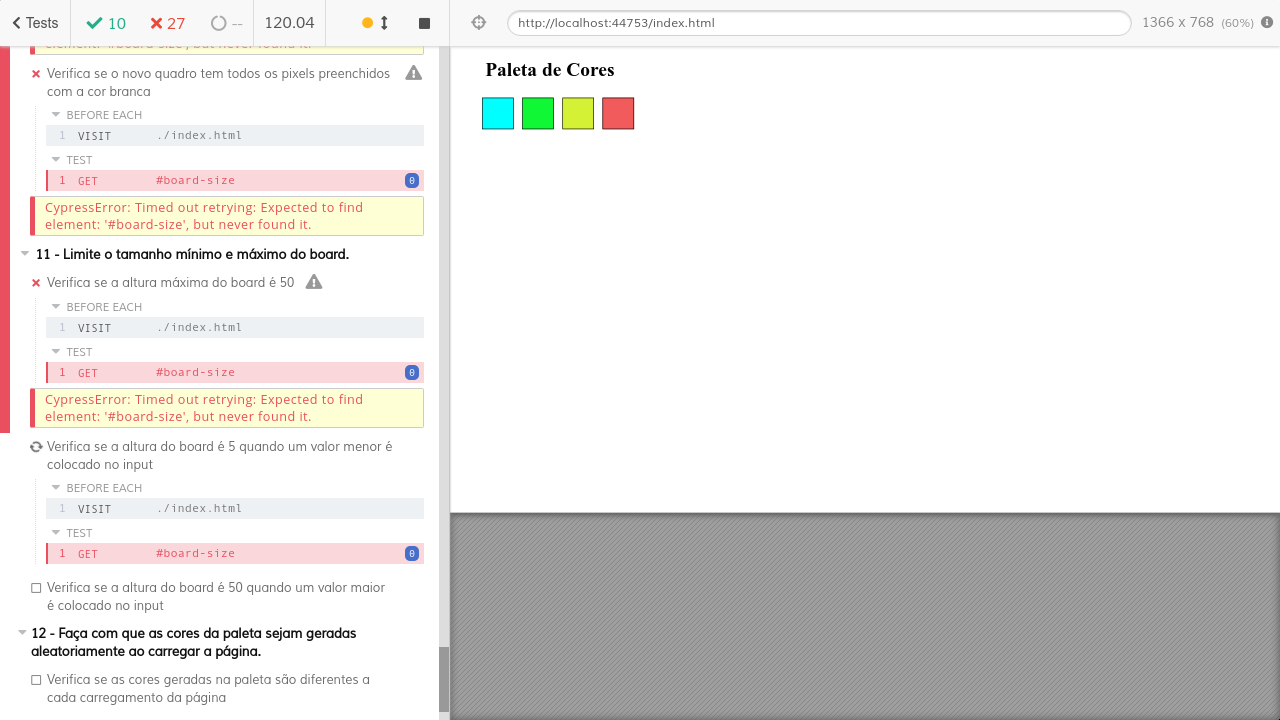 Tests 10 27 -- 120.04
http://localhost:44753/index.html 1366 x 768 (60%)
element: '#board-size', but never found it.
Verifica se o novo quadro tem todos os pixels preenchidos
com a cor branca
BEFORE EACH
1 VISIT ./index.html
TEST
1 GET #board-size 0
CypressError: Timed out retrying: Expected to find
element: '#board-size', but never found it.
11 - Limite o tamanho mínimo e máximo do board.
Verifica se a altura máxima do board é 50
BEFORE EACH
1 VISIT ./index.html
TEST
1 GET #board-size 0
CypressError: Timed out retrying: Expected to find
element: '#board-size', but never found it.
Verifica se a altura do board é 5 quando um valor menor é
colocado no input
BEFORE EACH
1 VISIT ./index.html
TEST
1 GET #board-size 0
Verifica se a altura do board é 50 quando um valor maior
é colocado no input
12 - Faça com que as cores da paleta sejam geradas
aleatoriamente ao carregar a página.
Verifica se as cores geradas na paleta são diferentes a
cada carregamento da página
Paleta de Cores